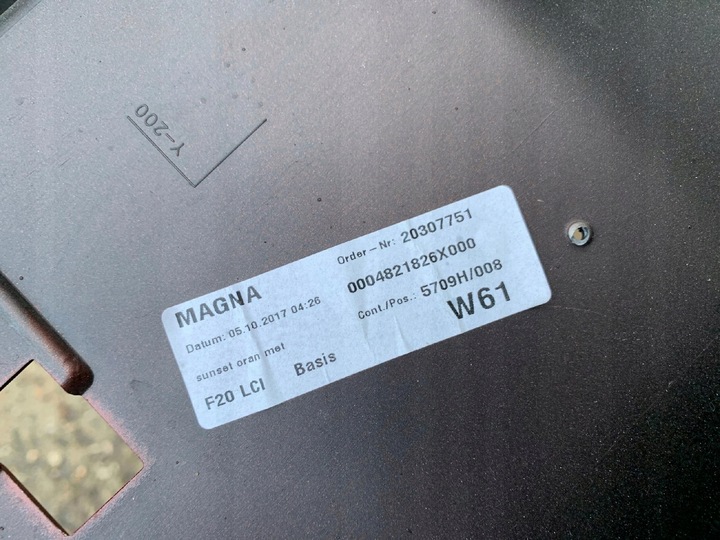 Y-200
MAGNA
Order-Nr: 20307751
Datum: 05.10.2017 04:26
0004821826X000
sunset oran met
Cont./Pos.: 5709H/008
F20 LCI Basis
W61